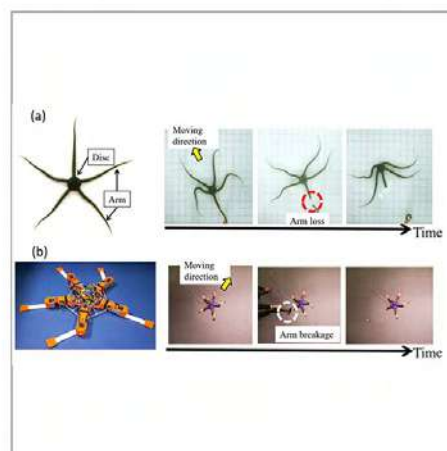 (a)
Disc
Arm
Moving
direction
Arm loss
Time
(b)
Moving
direction
Arm breakage
Time